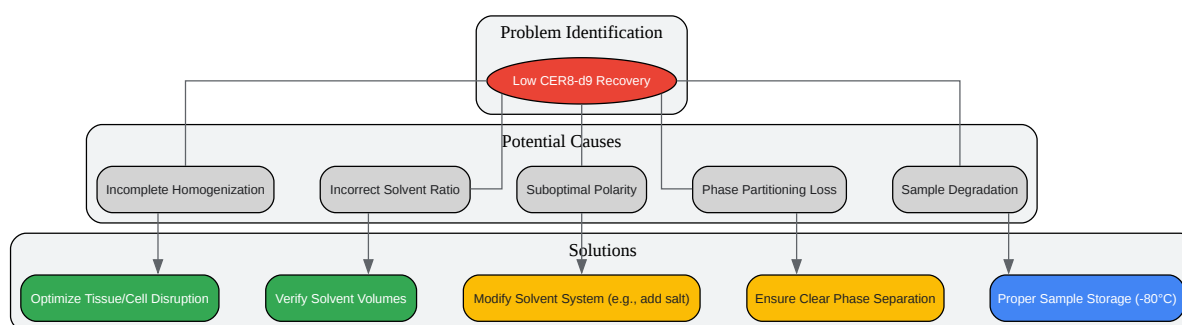 Problem Identification
Low CER8-d9 Recovery
Potential Causes
Incomplete Homogenization
Incorrect Solvent Ratio
Suboptimal Polarity
Phase Partitioning Loss
Sample Degradation
Solutions
Optimize Tissue/Cell Disruption
Verify Solvent Volumes
Modify Solvent System (e.g., add salt)
Ensure Clear Phase Separation
Proper Sample Storage (-80°C)